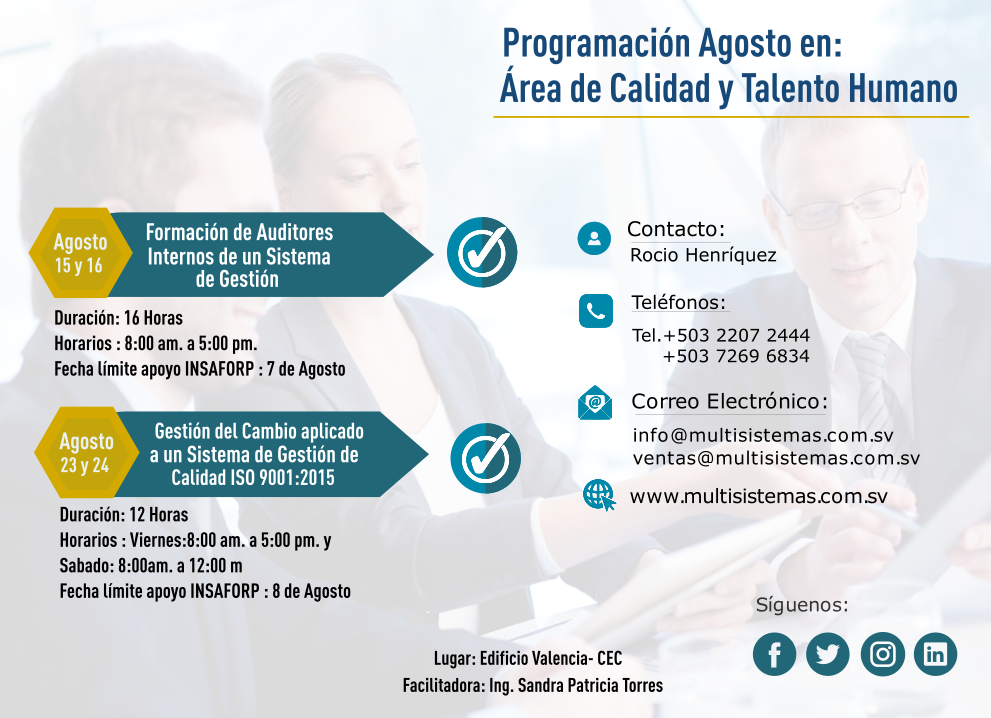 Programación Agosto en:
Área de Calidad y Talento Humano
Agosto
15 y 16
Formación de Auditores
Internos de un Sistema
de Gestión
Duración: 16 Horas
Horarios : 8:00 am. a 5:00 pm.
Fecha límite apoyo INSAFORP : 7 de Agosto
Agosto
23 y 24
Gestión del Cambio aplicado
a un Sistema de Gestión de
Calidad ISO 9001:2015
Duración: 12 Horas
Horarios : Viernes:8:00 am. a 5:00 pm. y
Sabado: 8:00am. a 12:00 m
Fecha límite apoyo INSAFORP : 8 de Agosto
Contacto:
Rocio Henríquez
Teléfonos:
Tel.+503 2207 2444
+503 7269 6834
Correo Electrónico:
info@multisistemas.com.sv
ventas@multisistemas.com.sv
www.multisistemas.com.sv
Síguenos:
Lugar: Edificio Valencia- CEC
Facilitadora: Ing. Sandra Patricia Torres